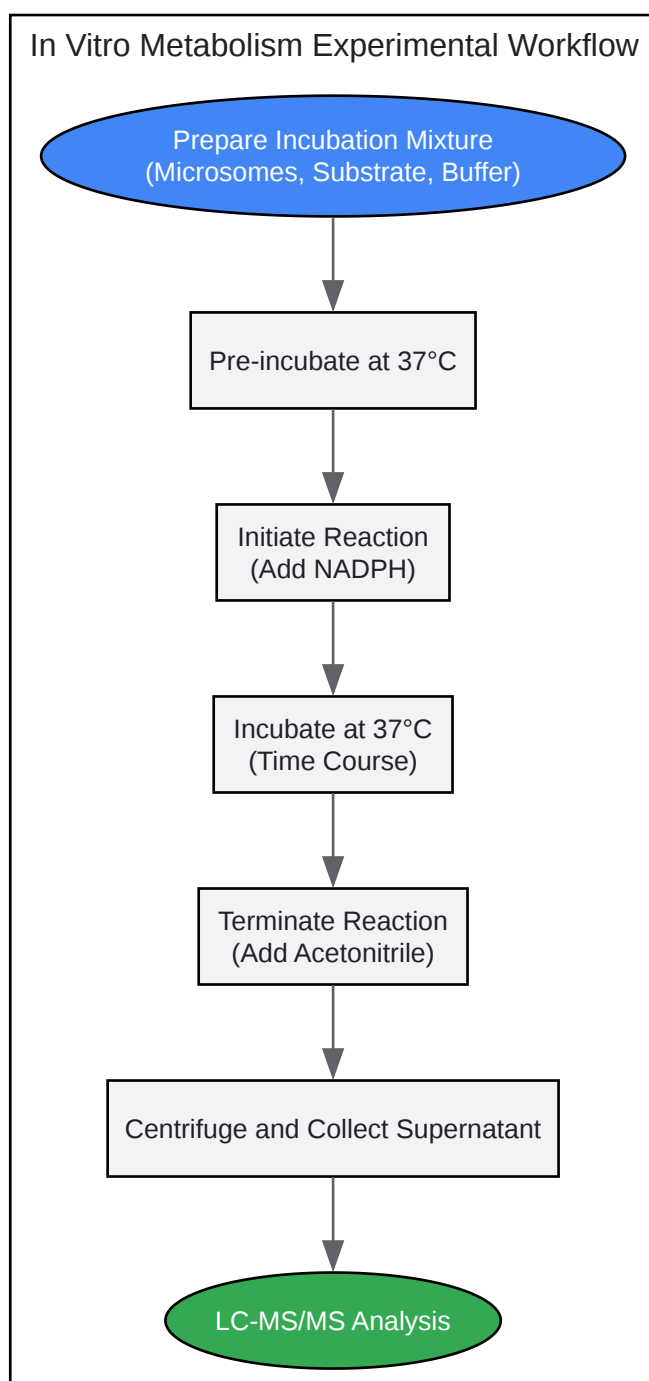 In Vitro Metabolism Experimental Workflow
Prepare Incubation Mixture
(Microsomes, Substrate, Buffer)
Pre-incubate at 37°C
Initiate Reaction
(Add NADPH)
Incubate at 37°C
(Time Course)
Terminate Reaction
(Add Acetonitrile)
Centrifuge and Collect Supernatant
LC-MS/MS Analysis